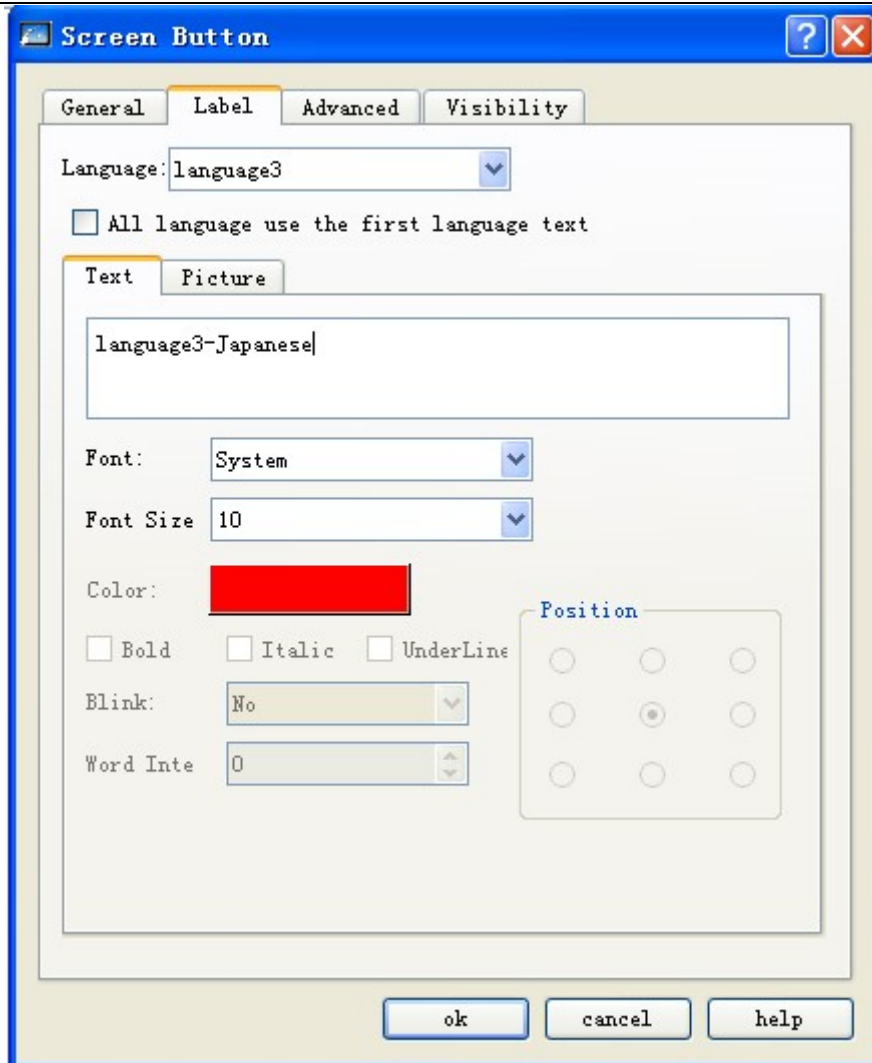 Screen Button
General Label Advanced Visibility
Language: language3
All language use the first language text
Text Picture
language3-Japanese
Font: System
Font Size 10
Color:
Position
Bold Italic UnderLine
Blink: No
Word Inte 0
ok cancel help